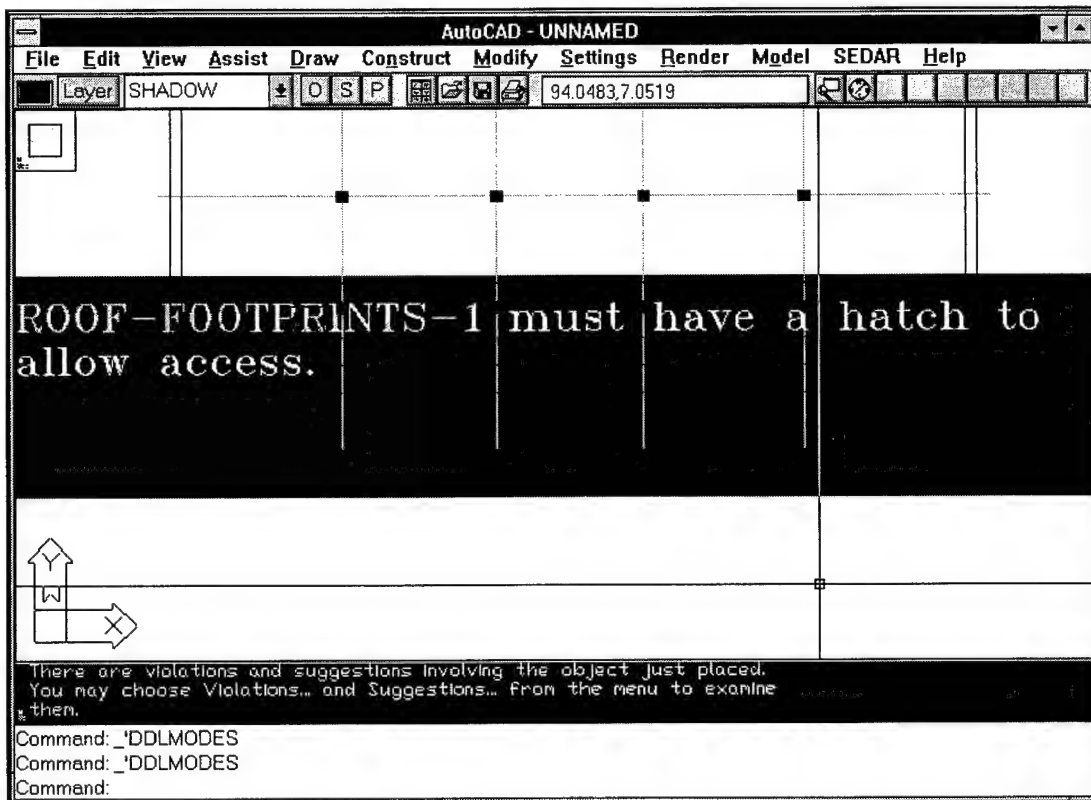 AutoCAD - UNNAMED
File Edit View Assist Draw Construct Modify Settings Render Model SEDAR Help
Layer SHADOW O S P 94.0483,7.0519
ROOF-FOOTPRINTS-1 must have a hatch to
allow access.
Y
W
X
There are violations and suggestions involving the object just placed.
You may choose Violations... and Suggestions... from the menu to examine
them.
Command: _'DDLMODES
Command: _'DDLMODES
Command: